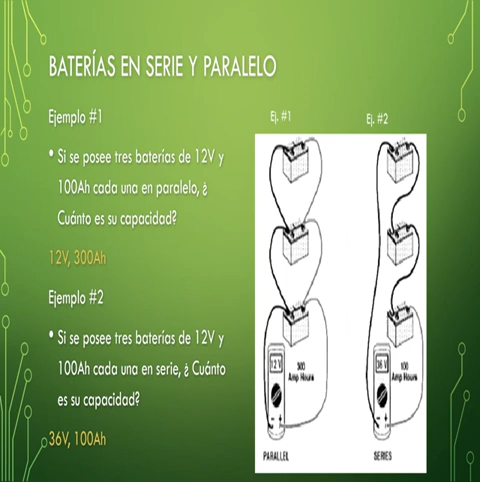 BATERÍAS EN SERIE Y PARALELO
Ejemplo #1
• Si se posee tres baterías de 12V y
100Ah cada una en paralelo, ¿
Cuánto es su capacidad?
12V, 300Ah
Ejemplo #2
• Si se posee tres baterías de 12V y
100Ah cada una en serie, ¿ Cuánto
es su capacidad?
36V, 100Ah
Ej. #1
Ej. #2
12 V
300
Amp Hours
PARALLEL
36 V
100
Amp Hours
SERIES